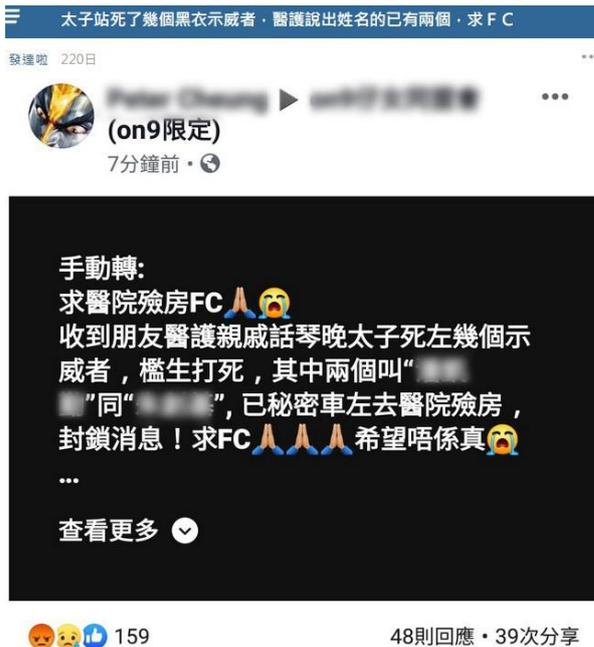 太子站死了幾個黑衣示威者．醫護說出姓名的已有兩個．求ＦＣ
發達啦 220日
(on9限定)
7分鐘前
手動轉:
求醫院殮房FC🙏😭
收到朋友醫護親戚話琴晚太子死左幾個示
威者，檻生打死，其中兩個叫“
”同“ ”, 已秘密車左去醫院殮房，
封鎖消息！求FC🙏🙏🙏希望唔係真😭
...
查看更多
159 48則回應・39次分享